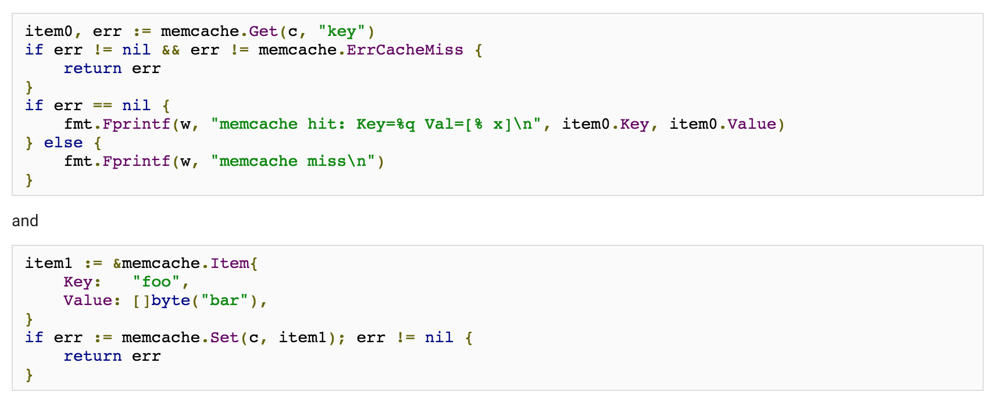 item0, err := memcache.Get(c, "key")
if err != nil && err != memcache.ErrCacheMiss {
    return err
}
if err == nil {
    fmt.Fprintf(w, "memcache hit: Key=%q Val=[% x]\n", item0.Key, item0.Value)
} else {
    fmt.Fprintf(w, "memcache miss\n")
}
and
item1 := &memcache.Item{
    Key:   "foo",
    Value: []byte("bar"),
}
if err := memcache.Set(c, item1); err != nil {
    return err
}